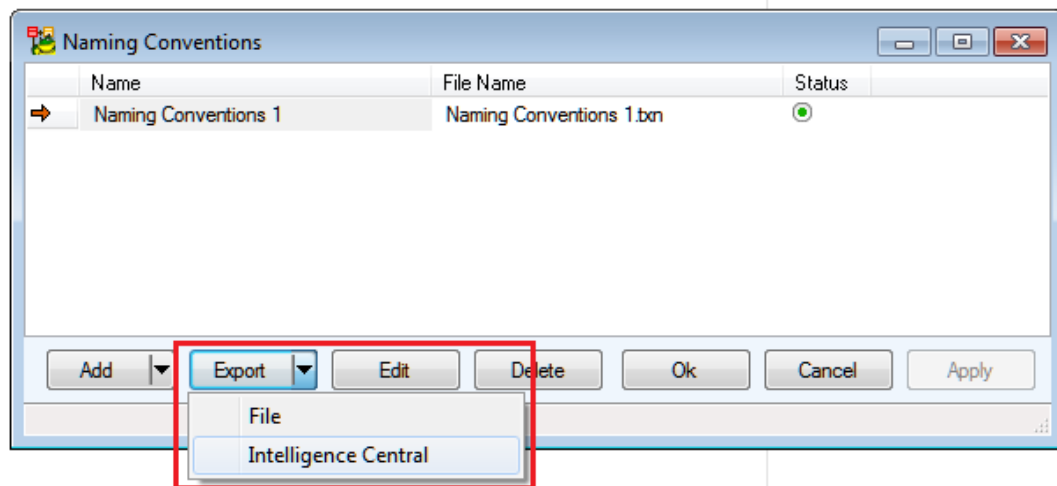 Naming Conventions
Name File Name Status
Naming Conventions 1 Naming Conventions 1.txn
Add Export Edit Delete Ok Cancel Apply
File
Intelligence Central